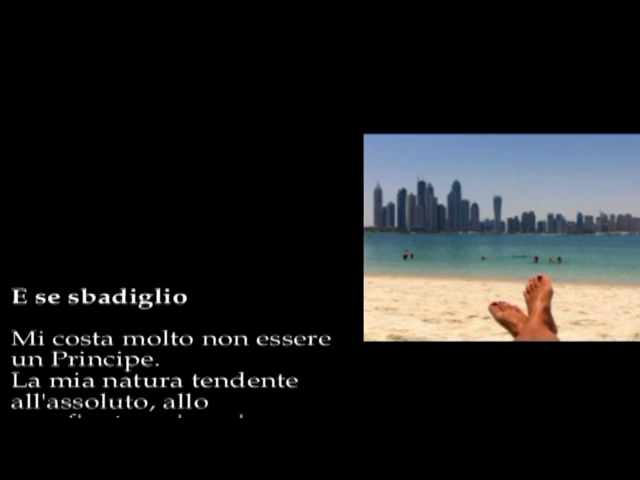 E se sbadiglio
Mi costa molto non essere
un Principe.
La mia natura tendente
all'assoluto, allo